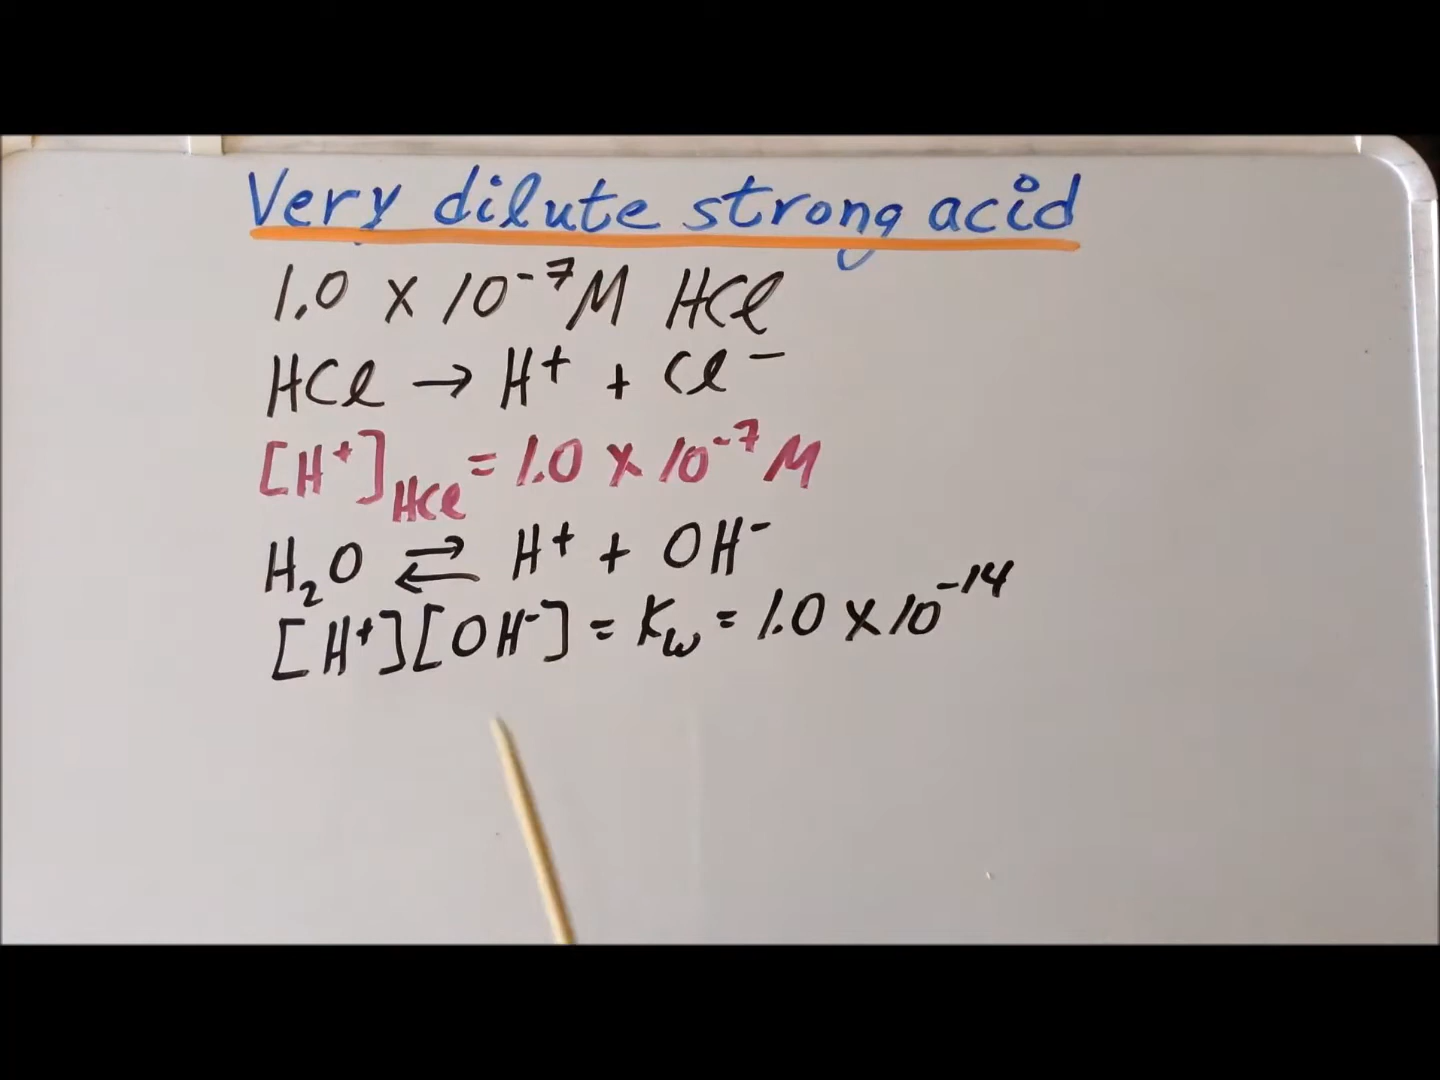 Very dilute strong acid
1.0 x 10⁻⁷ M HCl
HCl → H⁺ + Cl⁻
[H⁺]HCl = 1.0 x 10⁻⁷ M
H₂O ⇄ H⁺ + OH⁻
[H⁺][OH⁻] = Kw = 1.0 x 10⁻¹⁴